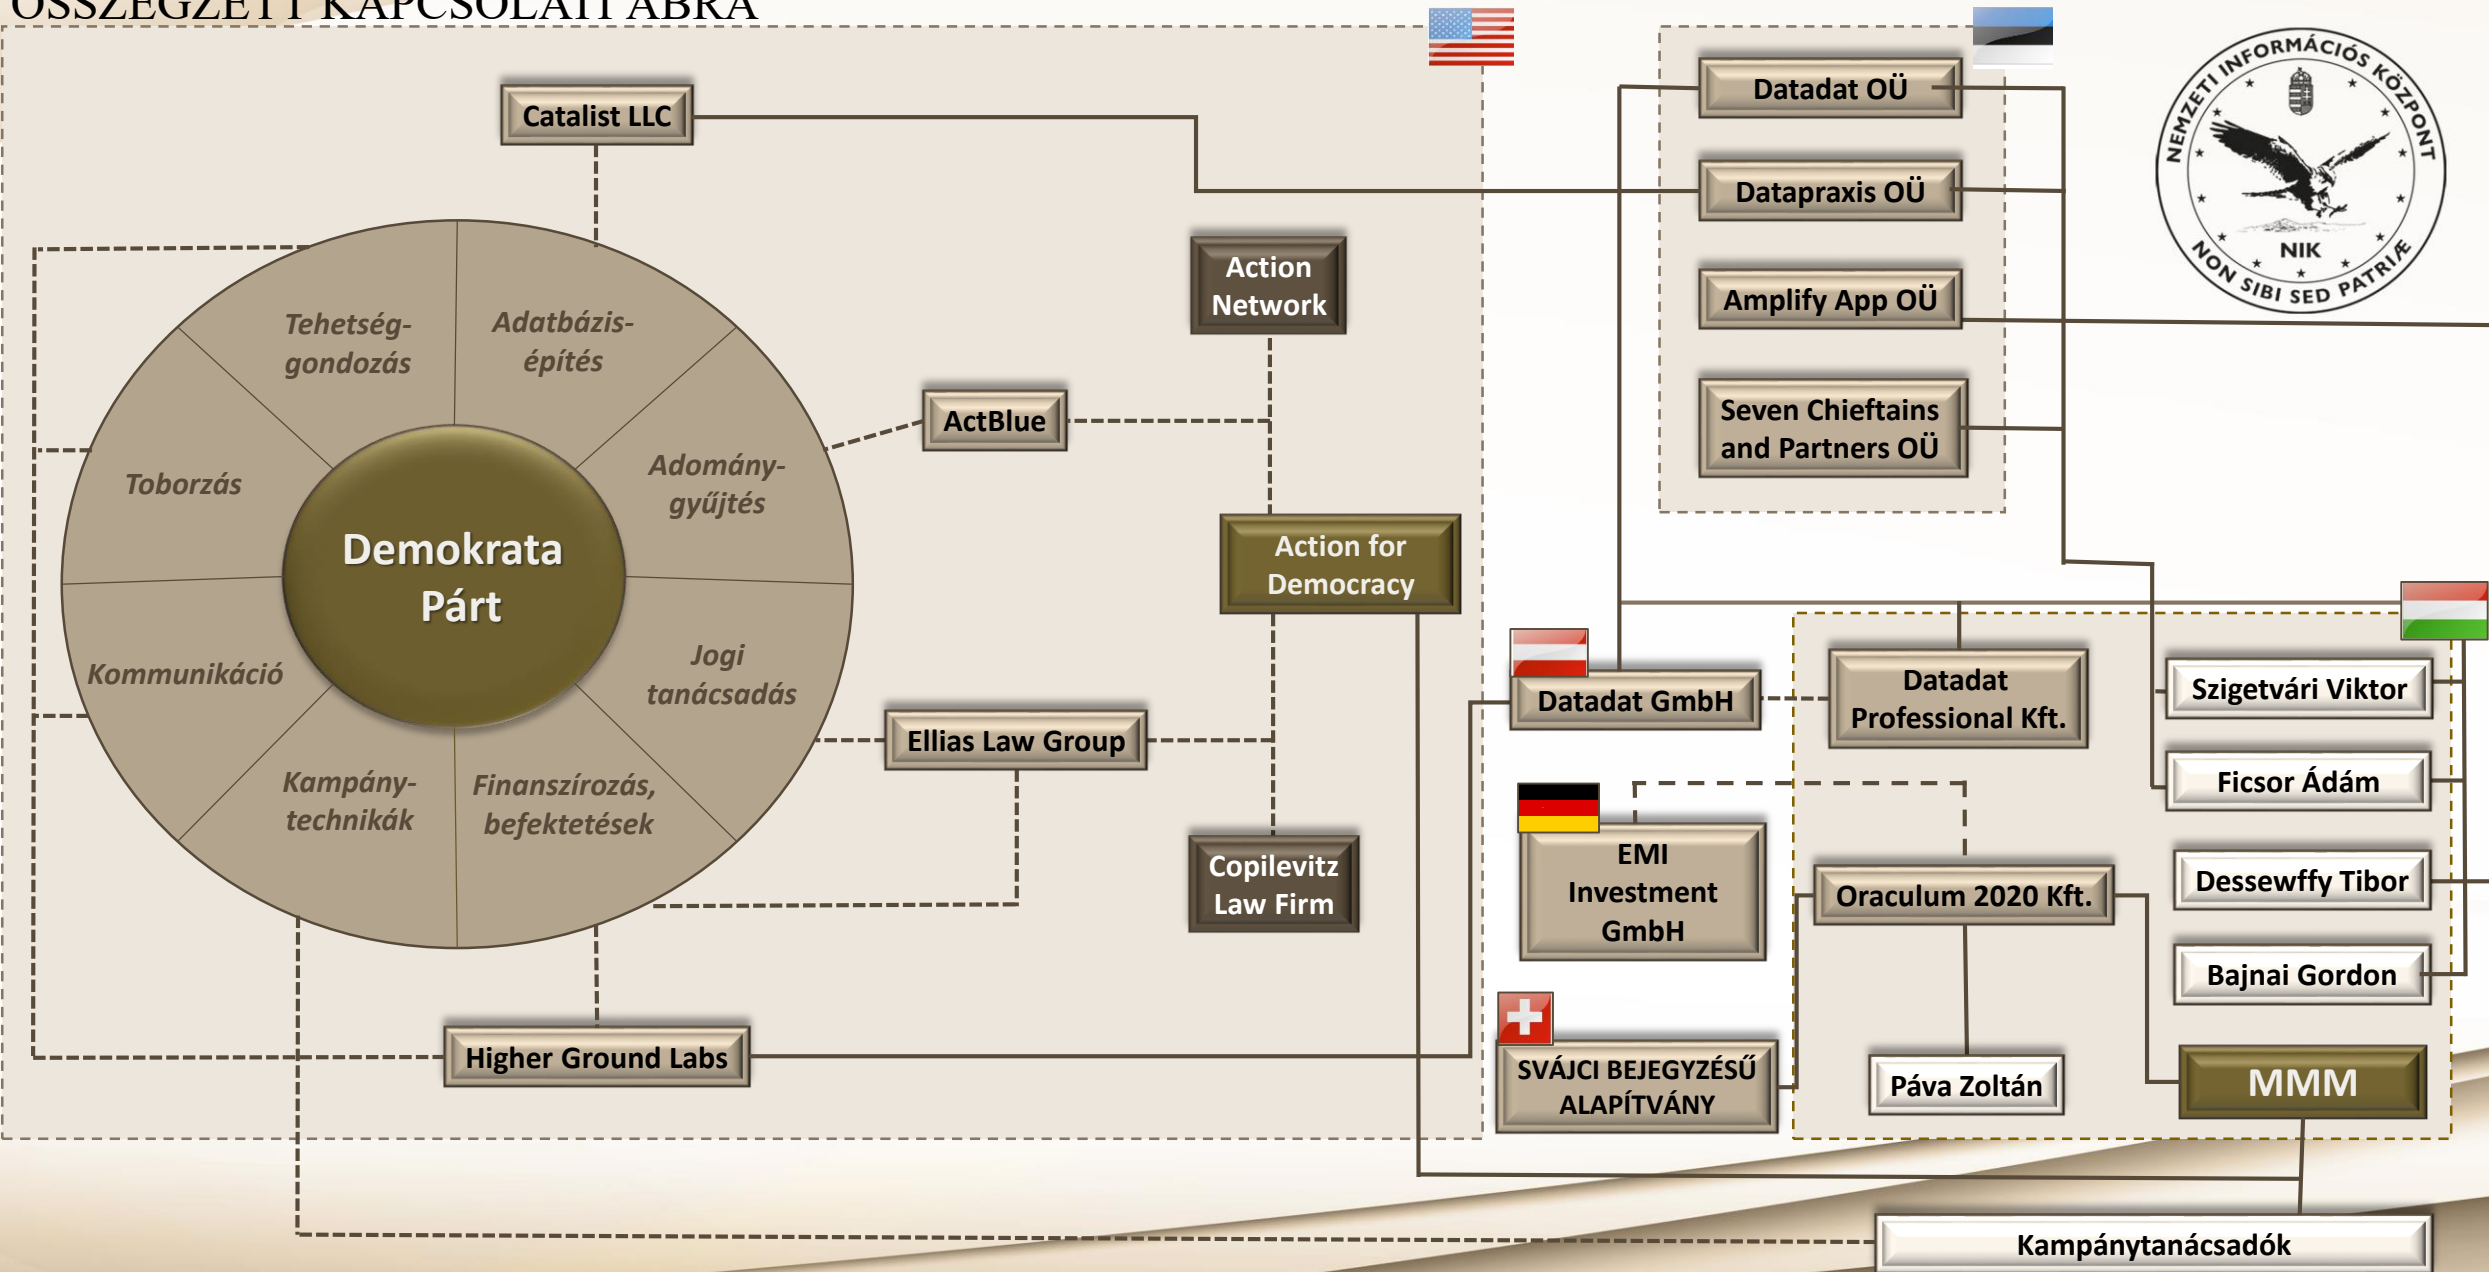 ÖSSZEGZETT KAPCSOLATI ÁBRA
Catalist LLC
Datadat OÜ
Datapraxis OÜ
Amplify App OÜ
Seven Chieftains
and Partners OÜ
NEMZETI INFORMÁCIÓS KÖZPONT
NIK
NON SIBI SED PATRIÆ
Action
Network
Tehetség-
gondozás
Adatbázis-
építés
ActBlue
Adomány-
gyűjtés
Toborzás
Demokrata
Párt
Action for
Democracy
Jogi
tanácsadás
Kommunikáció
Ellias Law Group
Kampány-
technikák
Finanszírozás,
befektetések
Copilevitz
Law Firm
Higher Ground Labs
Datadat GmbH
Datadat
Professional Kft.
Szigetvári Viktor
Ficsor Ádám
EMI
Investment
GmbH
Oraculum 2020 Kft.
Dessewffy Tibor
Bajnai Gordon
SVÁJCI BEJEGYZÉSŰ
ALAPÍTVÁNY
Páva Zoltán
MMM
Kampánytanácsadók